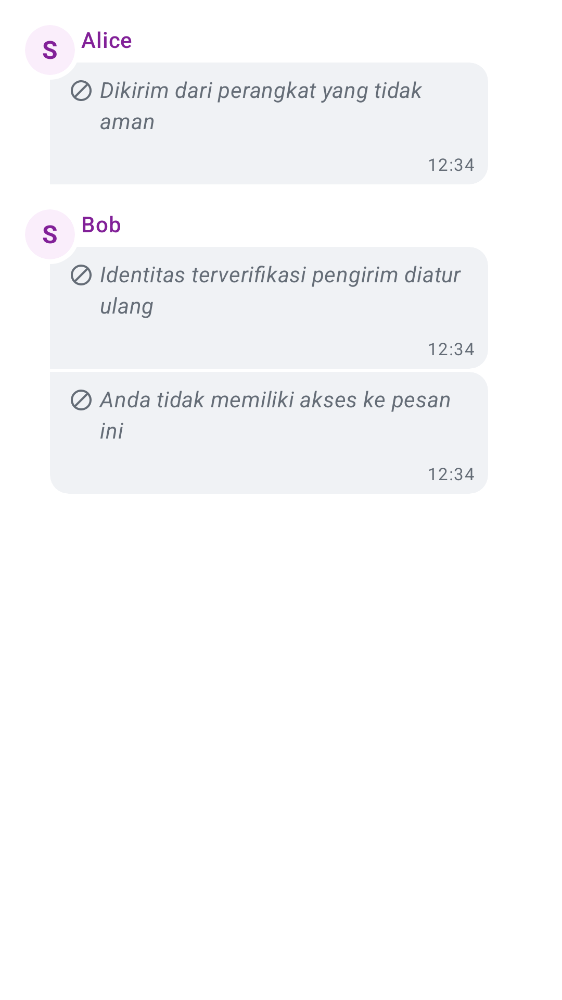 S
Alice
Dikirim dari perangkat yang tidak
aman
12:34
S
Bob
Identitas terverifikasi pengirim diatur
ulang
12:34
Anda tidak memiliki akses ke pesan
ini
12:34